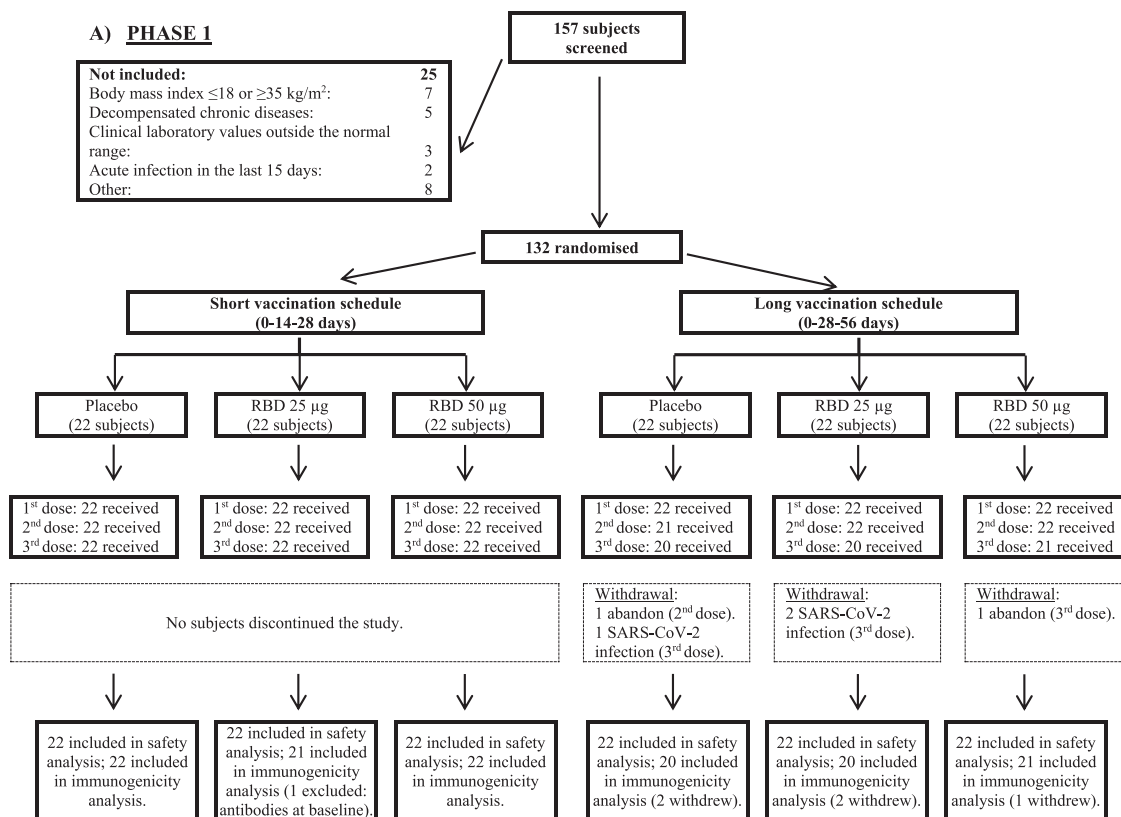 A) PHASE 1
157 subjects
screened
Not included: 25
Body mass index ≤18 or ≥35 kg/m²: 7
Decompensated chronic diseases: 5
Clinical laboratory values outside the normal
range: 3
Acute infection in the last 15 days: 2
Other: 8
132 randomised
Short vaccination schedule
(0-14-28 days)
Long vaccination schedule
(0-28-56 days)
Placebo
(22 subjects)
RBD 25 µg
(22 subjects)
RBD 50 µg
(22 subjects)
Placebo
(22 subjects)
RBD 25 µg
(22 subjects)
RBD 50 µg
(22 subjects)
1st dose: 22 received
2nd dose: 22 received
3rd dose: 22 received
1st dose: 22 received
2nd dose: 22 received
3rd dose: 22 received
1st dose: 22 received
2nd dose: 22 received
3rd dose: 22 received
1st dose: 22 received
2nd dose: 21 received
3rd dose: 20 received
1st dose: 22 received
2nd dose: 22 received
3rd dose: 20 received
1st dose: 22 received
2nd dose: 22 received
3rd dose: 21 received
No subjects discontinued the study.
Withdrawal:
1 abandon (2nd dose).
1 SARS-CoV-2
infection (3rd dose).
Withdrawal:
2 SARS-CoV-2
infection (3rd dose).
Withdrawal:
1 abandon (3rd dose).
22 included in safety
analysis; 22 included
in immunogenicity
analysis.
22 included in safety
analysis; 21 included
in immunogenicity
analysis (1 excluded:
antibodies at baseline).
22 included in safety
analysis; 22 included
in immunogenicity
analysis.
22 included in safety
analysis; 20 included
in immunogenicity
analysis (2 withdrew).
22 included in safety
analysis; 20 included
in immunogenicity
analysis (2 withdrew).
22 included in safety
analysis; 21 included
in immunogenicity
analysis (1 withdrew).